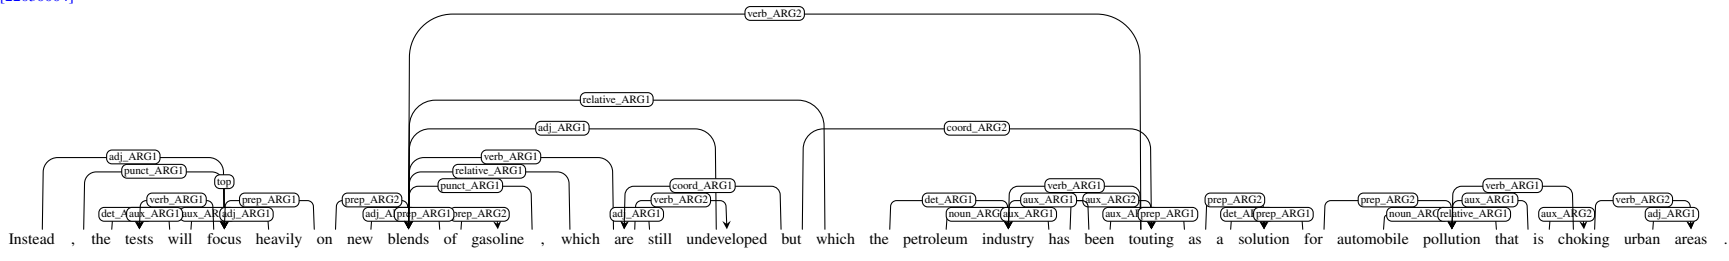 verb_ARG2
relative_ARG1
adj_ARG1 coord_ARG2
adj_ARG1 verb_ARG1
punct_ARG1 relative_ARG1
top punct_ARG1 coord_ARG1 verb_ARG1 verb_ARG1
verb_ARG1 prep_ARG1 prep_ARG2 verb_ARG2 det_ARG1 aux_ARG1 aux_ARG2 prep_ARG2 prep_ARG2 aux_ARG1 verb_ARG2
aux_ARG1 adj_ARG1 prep_ARG1 prep_ARG2 adj_ARG1 aux_ARG1 prep_ARG1 prep_ARG1 relative_ARG1 aux_ARG2 adj_ARG1
Instead , the tests will focus heavily on new blends of gasoline , which are still undeveloped but which the petroleum industry has been touting as a solution for automobile pollution that is choking urban areas .